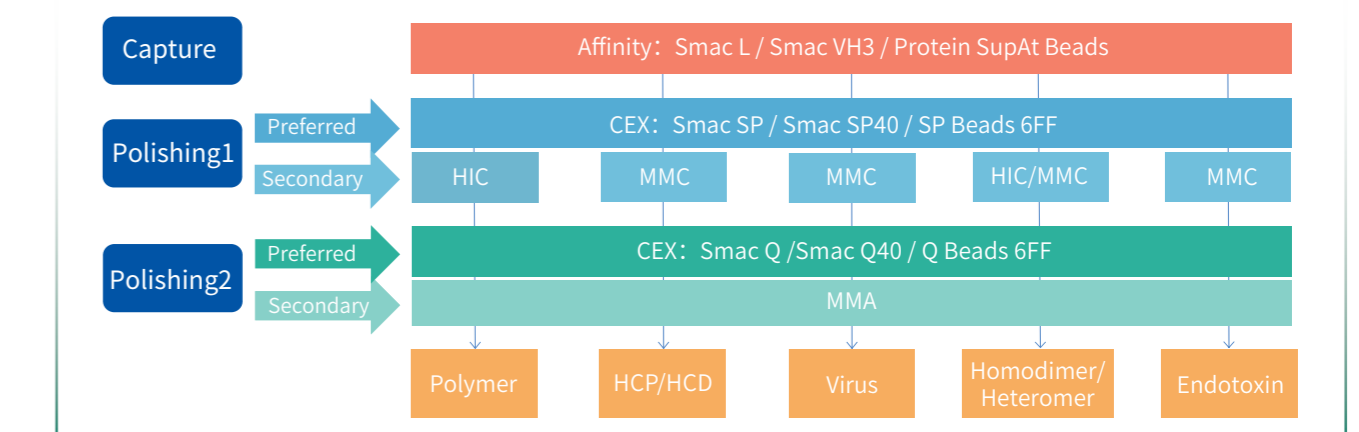 Capture
Affinity：Smac L / Smac VH3 / Protein SupAt Beads
Polishing1
Preferred
CEX：Smac SP / Smac SP40 / SP Beads 6FF
Secondary
HIC
MMC
MMC
HIC/MMC
MMC
Polishing2
Preferred
CEX：Smac Q /Smac Q40 / Q Beads 6FF
Secondary
MMA
Polymer
HCP/HCD
Virus
Homodimer/
Heteromer
Endotoxin